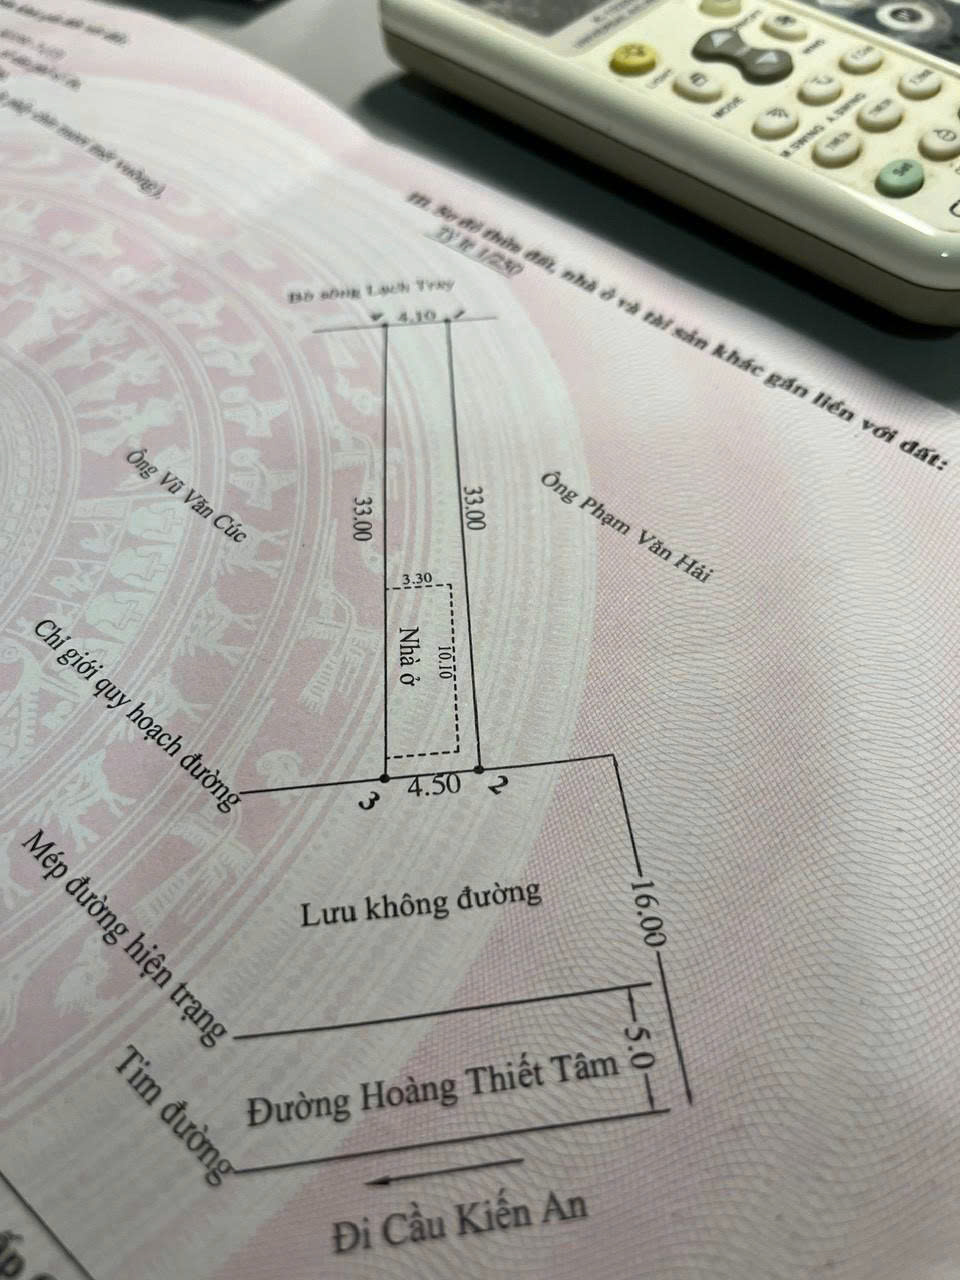 III. Sơ đồ thửa đất, nhà ở và tài sản khác gắn liền với đất:
Bờ sông Lạch Tray
4.10
Ông Vũ Văn Cúc
33.00
33.00
Ông Phạm Văn Hải
3.30
Nhà ở
10.10
Chỉ giới quy hoạch đường
3
4.50
2
Lưu không đường
16.00
Mép đường hiện trạng
5.0
Đường Hoàng Thiết Tâm
Tim đường
Đi Cầu Kiến An
MODE
SWING
Set